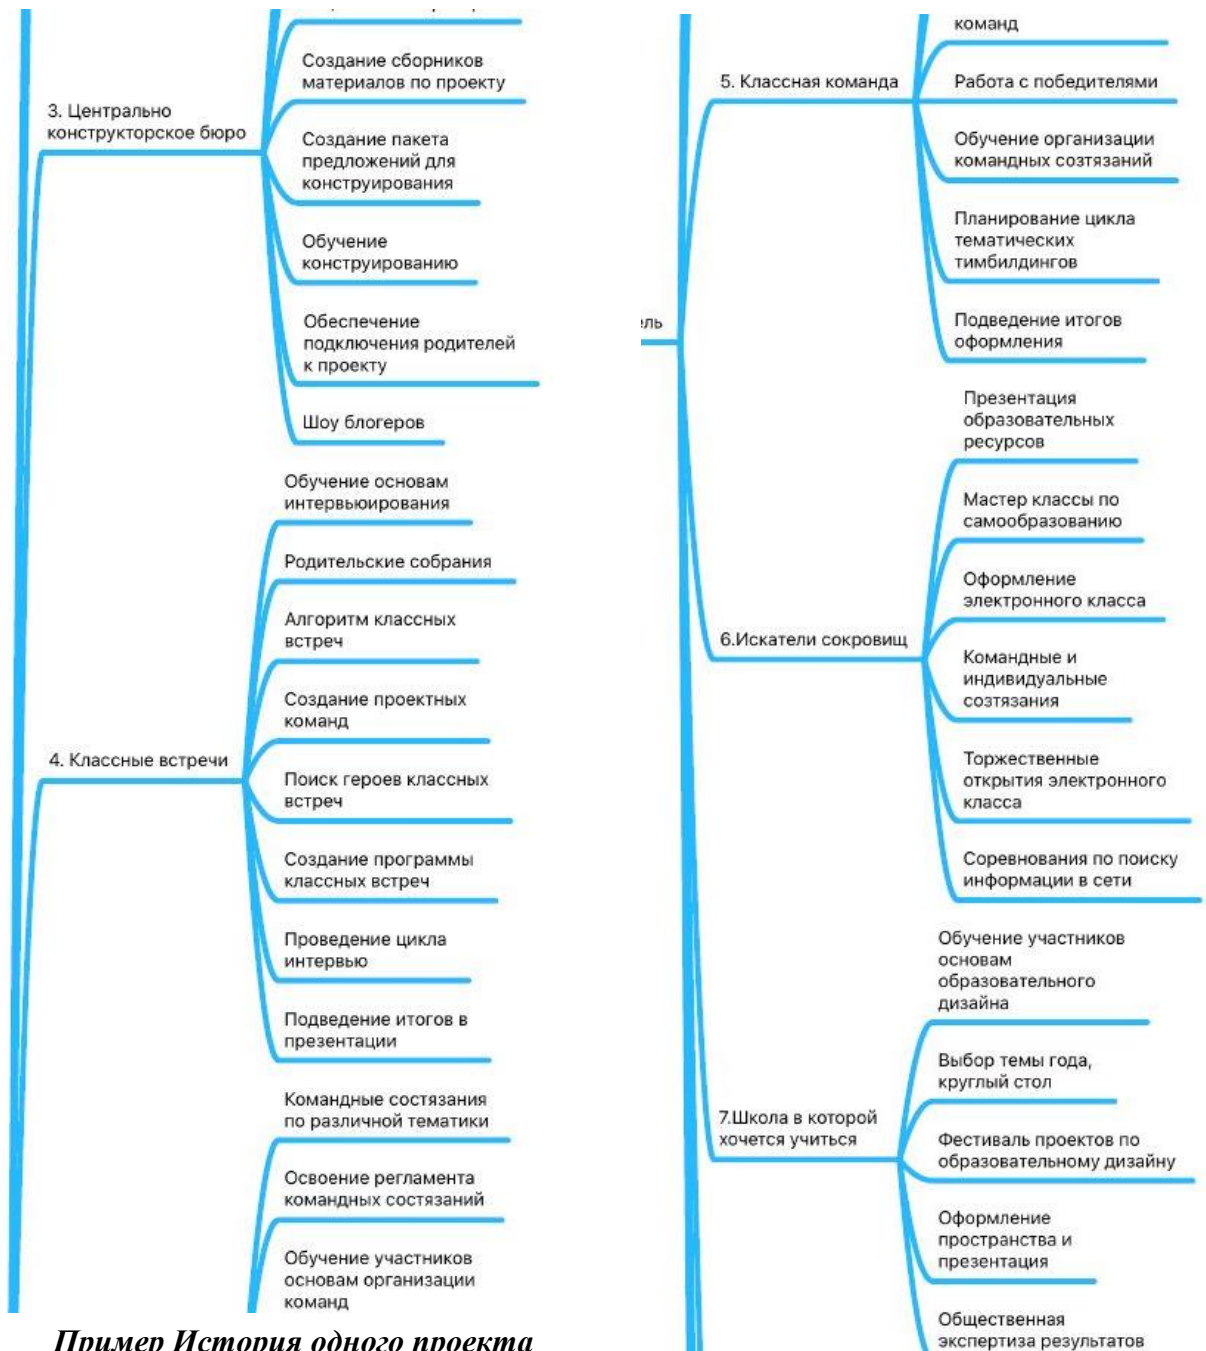 Создание сборников
материалов по проекту
3. Центрально
конструкторское бюро
Создание пакета
предложений для
конструирования
Обучение
конструированию
Обеспечение
подключения родителей
к проекту
Шоу блогеров
Обучение основам
интервьюирования
Родительские собрания
Алгоритм классных
встреч
Создание проектных
команд
4. Классные встречи
Поиск героев классных
встреч
Создание программы
классных встреч
Проведение цикла
интервью
Подведение итогов в
презентации
Командные состязания
по различной тематики
Освоение регламента
командных состязаний
Обучение участников
основам организации
команд
Пример История одного проекта
команд
5. Классная команда
Работа с победителями
Обучение организации
командных созтязаний
Планирование цикла
тематических
тимбилдингов
ель
Подведение итогов
оформления
Презентация
образовательных
ресурсов
Мастер классы по
самообразованию
Оформление
электронного класса
6.Искатели сокровищ
Командные и
индивидуальные
созтязания
Торжественные
открытия электронного
класса
Соревнования по поиску
информации в сети
Обучение участников
основам
образовательного
дизайна
Выбор темы года,
круглый стол
7.Школа в которой
хочется учиться
Фестиваль проектов по
образовательному дизайну
Оформление
пространства и
презентация
Общественная
экспертиза результатов